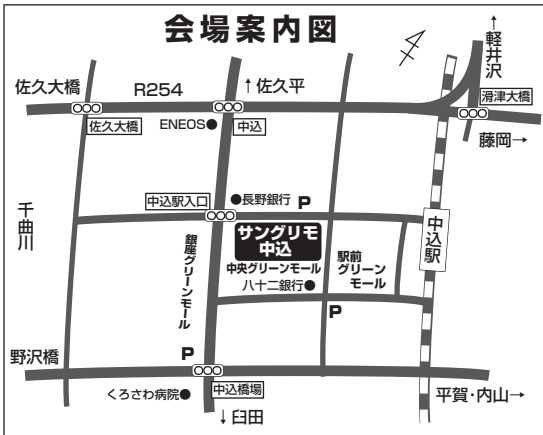 会場案内図
↑
軽井沢
佐久大橋
R254
↑佐久平
佐久大橋
ENEOS●
中込
滑津大橋
藤岡→
中込駅入口
●長野銀行
P
千曲川
銀座グリーンモール
サングリモ
中込
中央グリーンモール
八十二銀行●
駅前
グリーン
モール
中込駅
P
野沢橋
P
くろさわ病院●
中込橋場
↓臼田
平賀・内山→